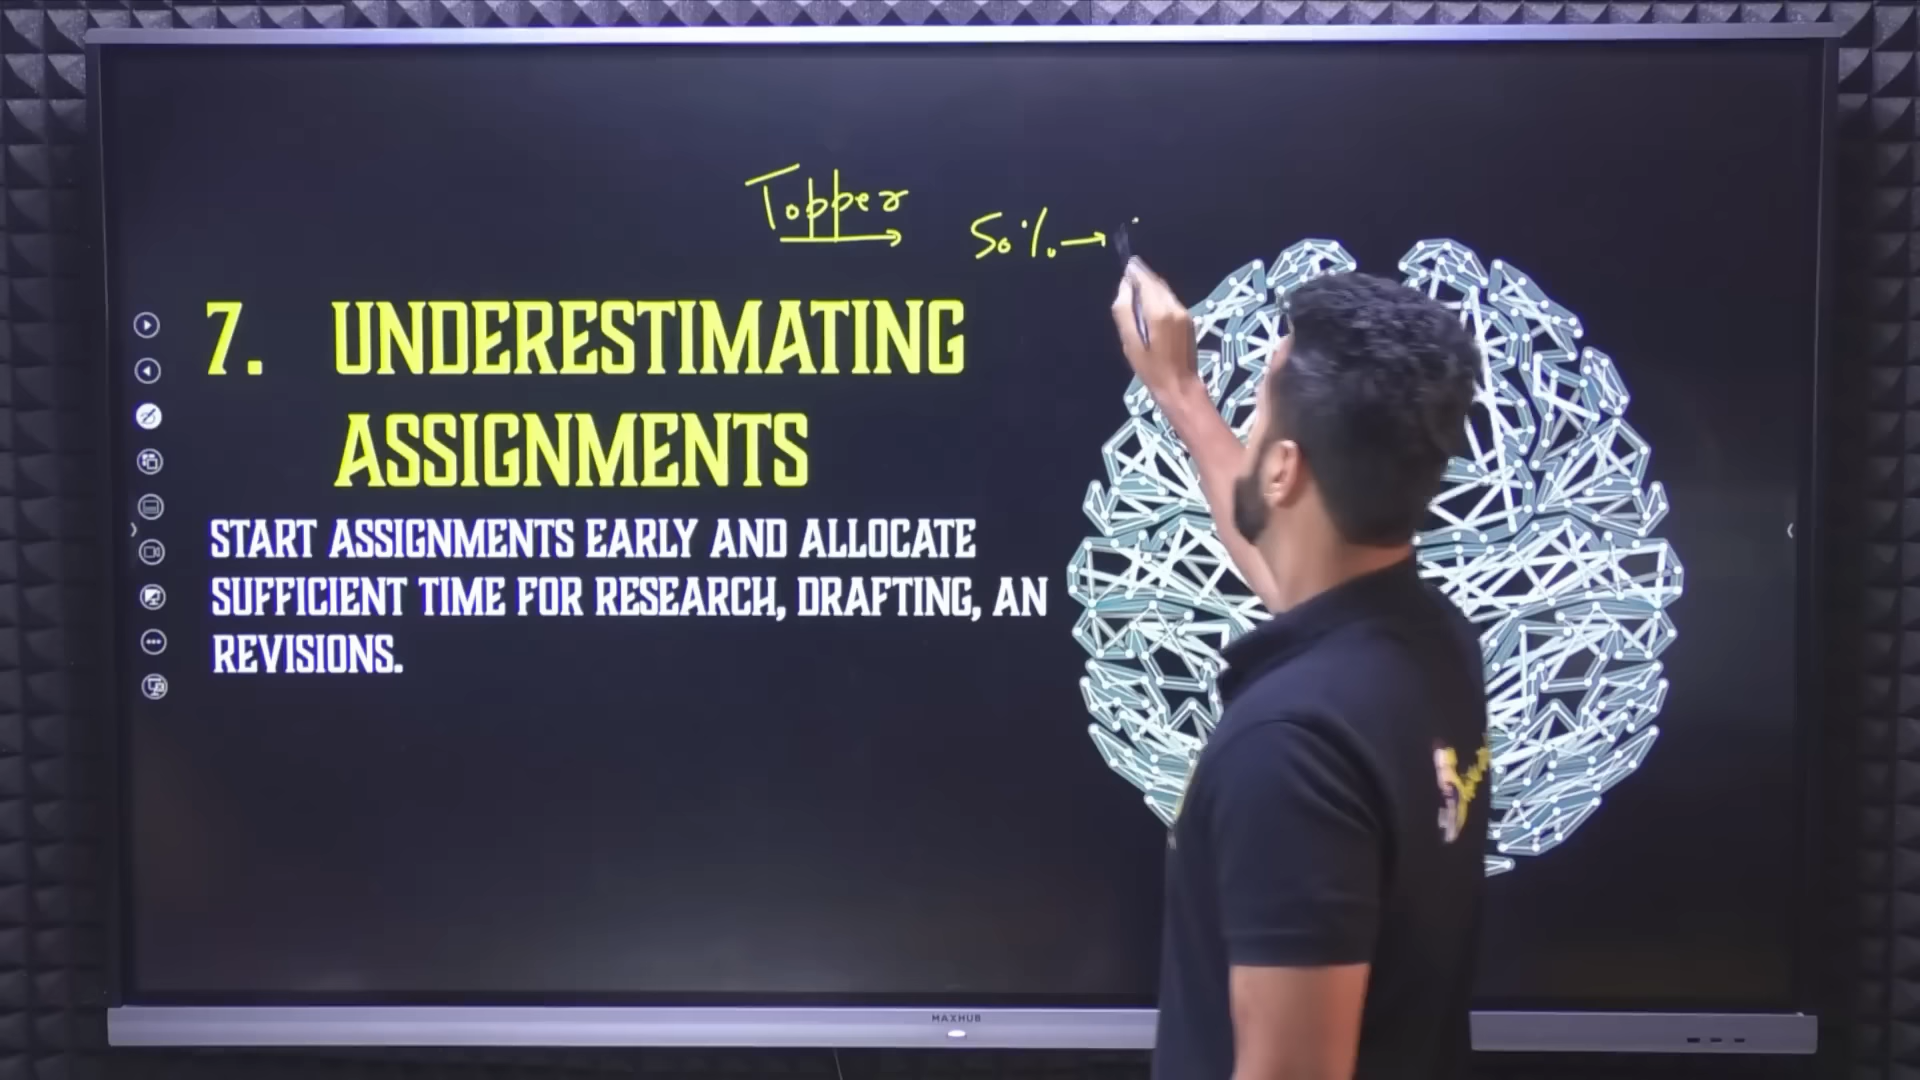 Topper
50% →
7. UNDERESTIMATING
ASSIGNMENTS
START ASSIGNMENTS EARLY AND ALLOCATE
SUFFICIENT TIME FOR RESEARCH, DRAFTING, AN
REVISIONS.
MAXHUB